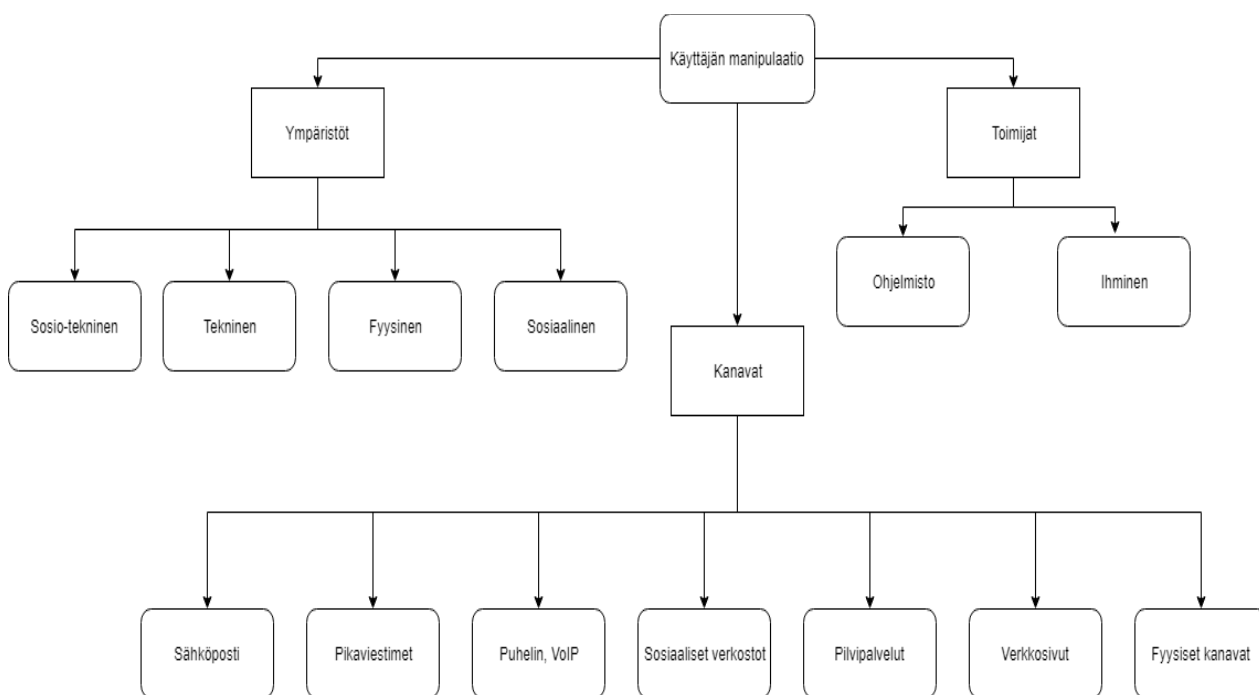 Käyttäjän manipulaatio
Ympäristöt
Toimijat
Sosio-tekninen
Tekninen
Fyysinen
Sosiaalinen
Ohjelmisto
Ihminen
Kanavat
Sähköposti
Pikaviestimet
Puhelin, VoIP
Sosiaaliset verkostot
Pilvipalvelut
Verkkosivut
Fyysiset kanavat